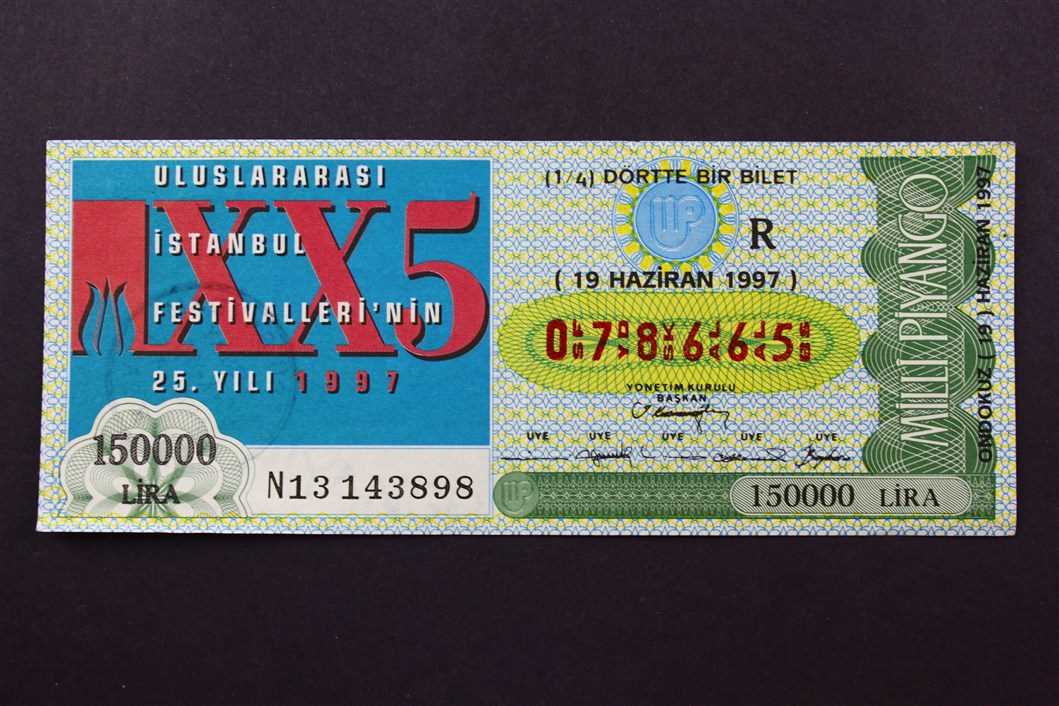 ULUSLARARASI
XX5
İSTANBUL
FESTİVALLERİ'NİN
25. YILI 1997
150000
LİRA
N13 143898
(1/4) DÖRTTE BİR BİLET
R
( 19 HAZİRAN 1997 )
0 7 8 6 6 5
YÖNETİM KURULU
BAŞKAN
ÜYE ÜYE ÜYE ÜYE ÜYE
150000 LİRA
MİLLİ PİYANGO
ONDOKUZ ( 19 ) HAZİRAN 1997